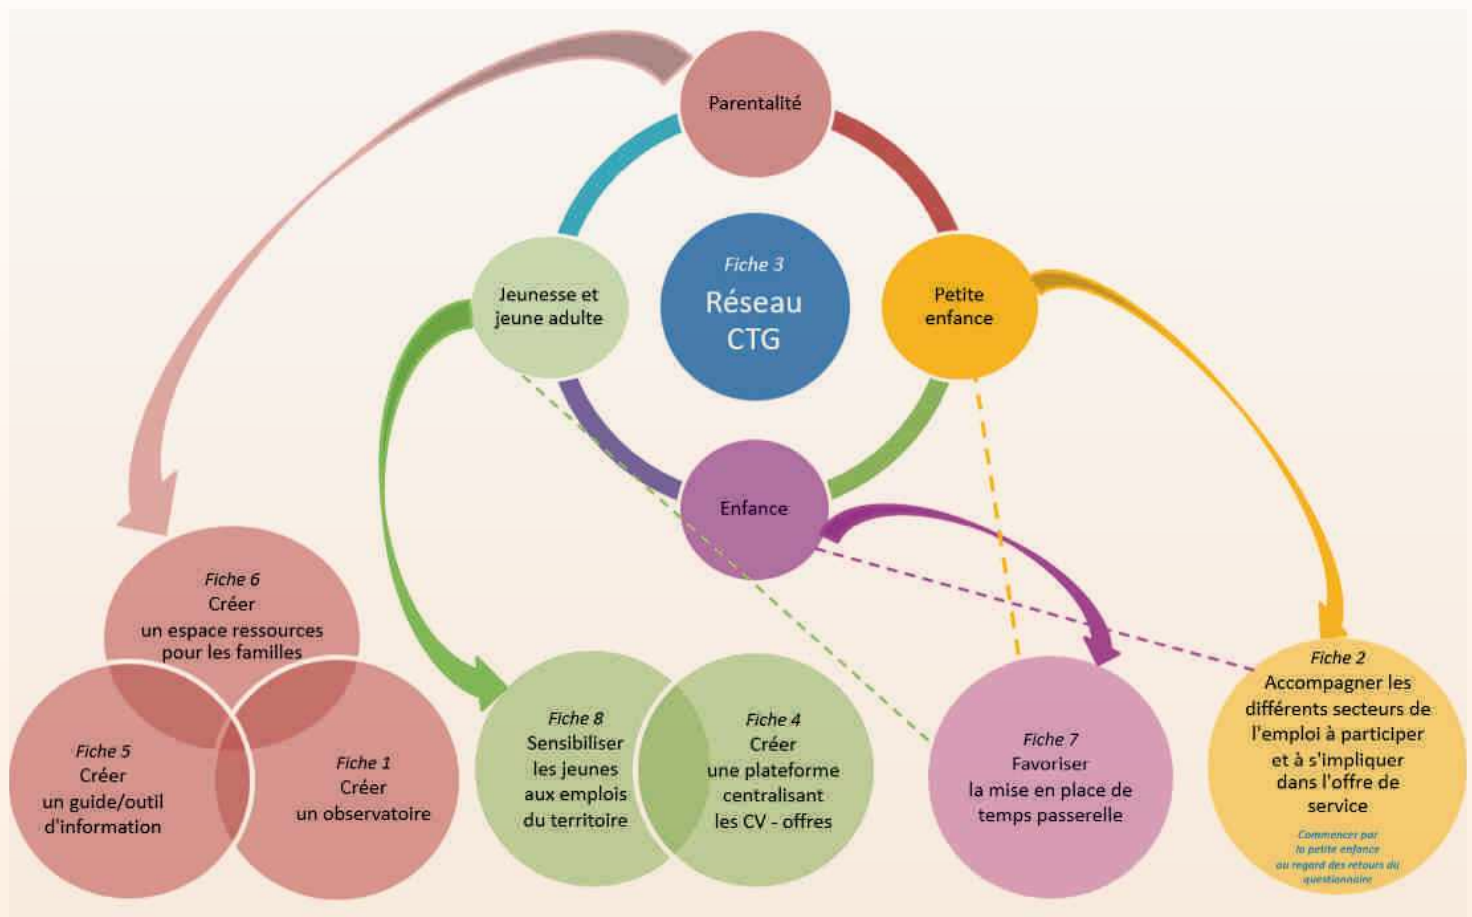 Parentalité
Fiche 3
Réseau
CTG
Jeunesse et
jeune adulte
Petite
enfance
Enfance
Fiche 6
Créer
un espace ressources
pour les familles
Fiche 5
Créer
un guide/outil
d'information
Fiche 1
Créer
un observatoire
Fiche 8
Sensibiliser
les jeunes
aux emplois
du territoire
Fiche 4
Créer
une plateforme
centralisant
les CV - offres
Fiche 7
Favoriser
la mise en place de
temps passerelle
Fiche 2
Accompagner les
différents secteurs de
l'emploi à participer
et à s'impliquer
dans l'offre de
service
Commencer par
la petite enfance
au regard des retours du
questionnaire